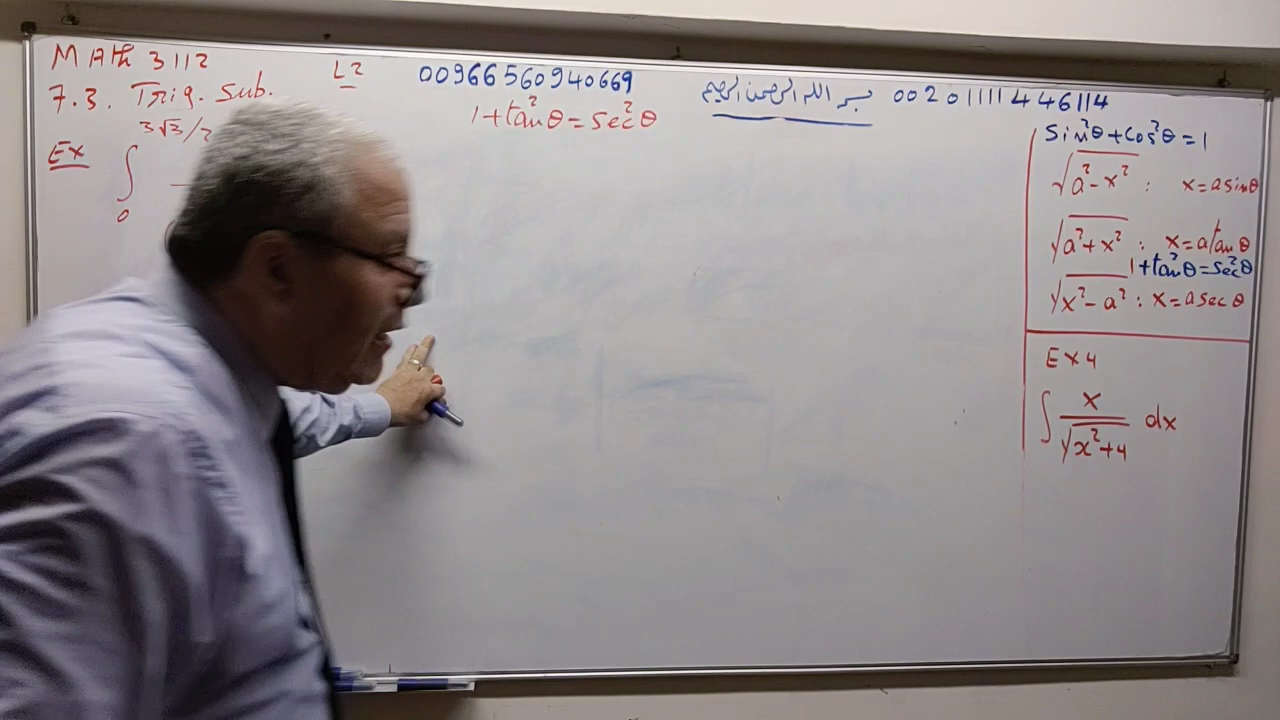 Math 3112
L2
00966560940669
بسم الله الرحمن الرحيم
00201111446114
7.3. Trig. Sub.
1+tan²θ=sec²θ
Ex ∫ 0 3√3/2
sin²θ+cos²θ=1
√a²-x² : x=a sinθ
√a²+x² : x=a tanθ
1+tan²θ=sec²θ
√x²-a² : x=a secθ
Ex 4
∫ x/√x²+4 dx